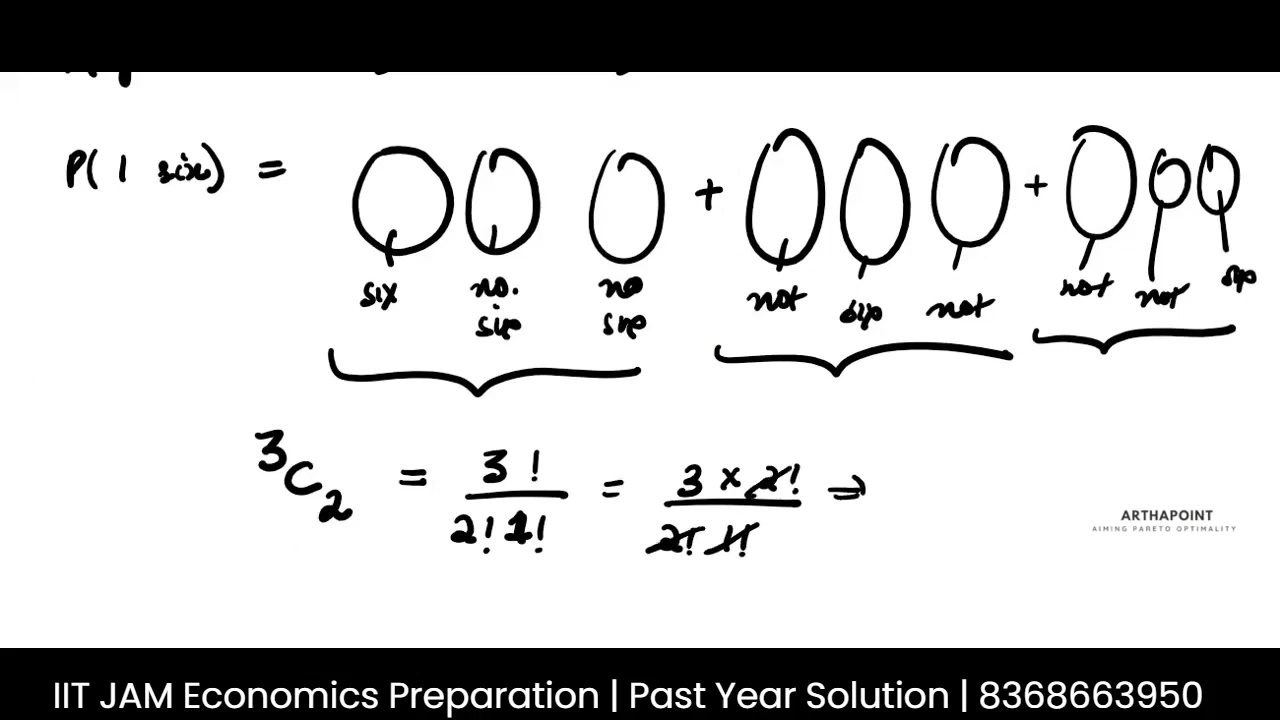 P( 1 six) = + +
six no. six no six not six not not not six
³C₂ = 3! / 2! 1! = 3 x 2! / 2! 1! ⇒
ARTHAPOINT
AIMING PARETO OPTIMALITY
IIT JAM Economics Preparation | Past Year Solution | 8368663950